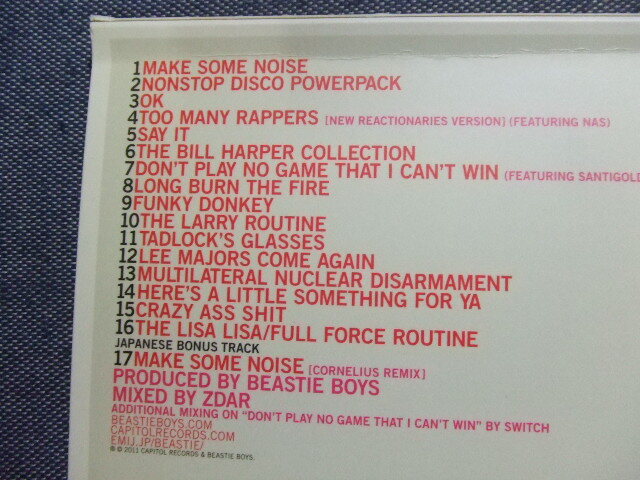 1 MAKE SOME NOISE
2 NONSTOP DISCO POWERPACK
3 OK
4 TOO MANY RAPPERS [NEW REACTIONARIES VERSION] (FEATURING NAS)
5 SAY IT
6 THE BILL HARPER COLLECTION
7 DON'T PLAY NO GAME THAT I CAN'T WIN (FEATURING SANTIGOLD
8 LONG BURN THE FIRE
9 FUNKY DONKEY
10 THE LARRY ROUTINE
11 TADLOCK'S GLASSES
12 LEE MAJORS COME AGAIN
13 MULTILATERAL NUCLEAR DISARMAMENT
14 HERE'S A LITTLE SOMETHING FOR YA
15 CRAZY ASS SHIT
16 THE LISA LISA/FULL FORCE ROUTINE
JAPANESE BONUS TRACK
17 MAKE SOME NOISE [CORNELIUS REMIX]
PRODUCED BY BEASTIE BOYS
MIXED BY ZDAR
ADDITIONAL MIXING ON "DON'T PLAY NO GAME THAT I CAN'T WIN" BY SWITCH
BEASTIEBOYS.COM
CAPITOLRECORDS.COM
EMIJ.JP/BEASTIE/
℗ © 2011 CAPITOL RECORDS & BEASTIE BOYS.